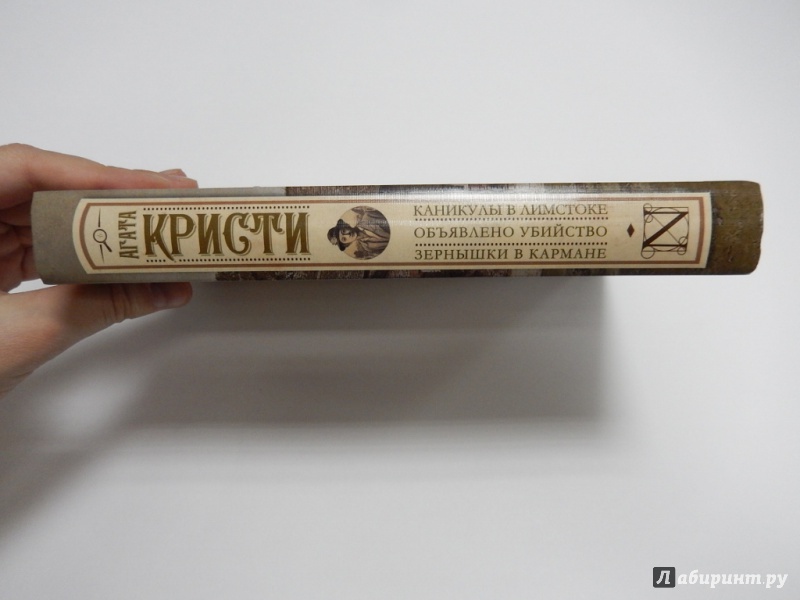 АГАТА
КРИСТИ
КАНИКУЛЫ В ЛИМСТОКЕ
ОБЪЯВЛЕНО УБИЙСТВО
ЗЕРНЫШКИ В КАРМАНЕ
Лабиринт.ру